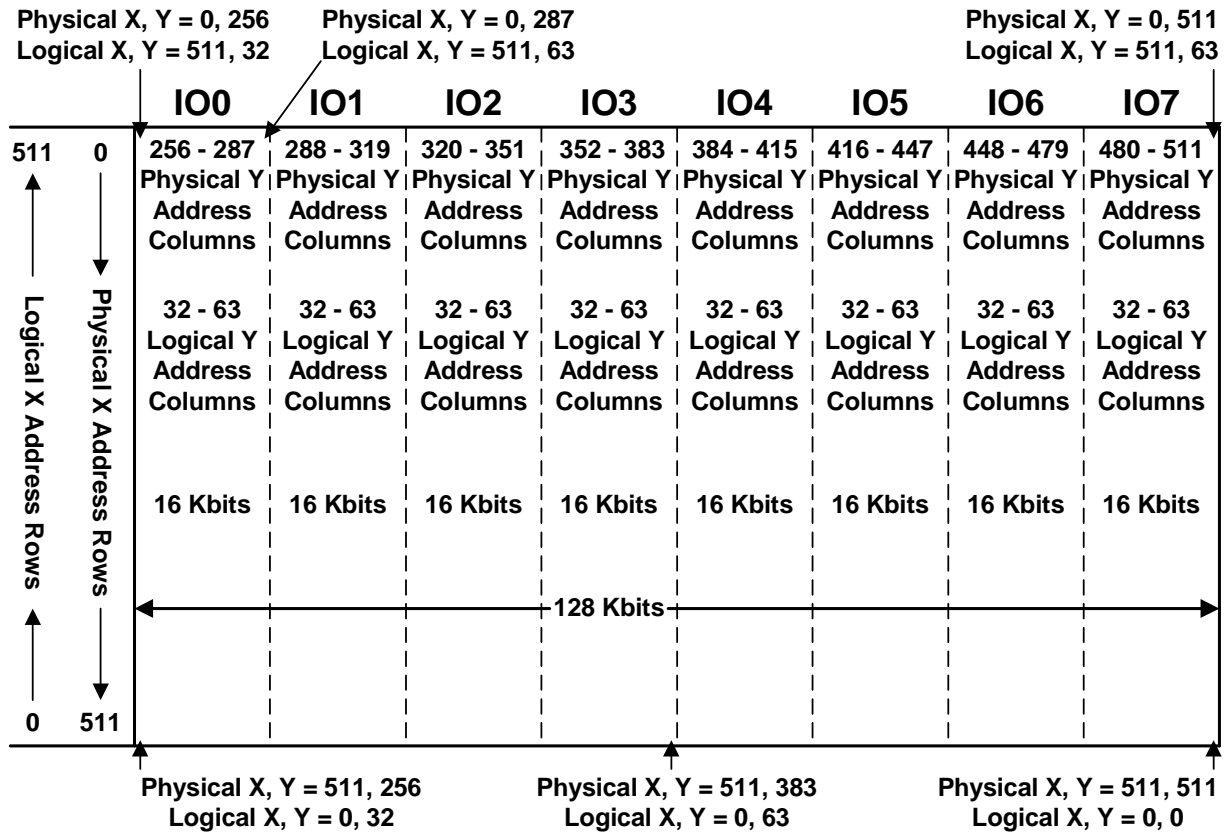 Physical X, Y = 0, 256
Logical X, Y = 511, 32
Physical X, Y = 0, 287
Logical X, Y = 511, 63
Physical X, Y = 0, 511
Logical X, Y = 511, 63
IO0 IO1 IO2 IO3 IO4 IO5 IO6 IO7
511 0 256 - 287 288 - 319 320 - 351 352 - 383 384 - 415 416 - 447 448 - 479 480 - 511
Physical Y Physical Y Physical Y Physical Y Physical Y Physical Y Physical Y Physical Y
Address Address Address Address Address Address Address Address
Columns Columns Columns Columns Columns Columns Columns Columns
Logical X Address Rows
Physical X Address Rows
32 - 63 32 - 63 32 - 63 32 - 63 32 - 63 32 - 63 32 - 63 32 - 63
Logical Y Logical Y Logical Y Logical Y Logical Y Logical Y Logical Y Logical Y
Address Address Address Address Address Address Address Address
Columns Columns Columns Columns Columns Columns Columns Columns
16 Kbits 16 Kbits 16 Kbits 16 Kbits 16 Kbits 16 Kbits 16 Kbits 16 Kbits
128 Kbits
0 511
Physical X, Y = 511, 256
Logical X, Y = 0, 32
Physical X, Y = 511, 383
Logical X, Y = 0, 63
Physical X, Y = 511, 511
Logical X, Y = 0, 0